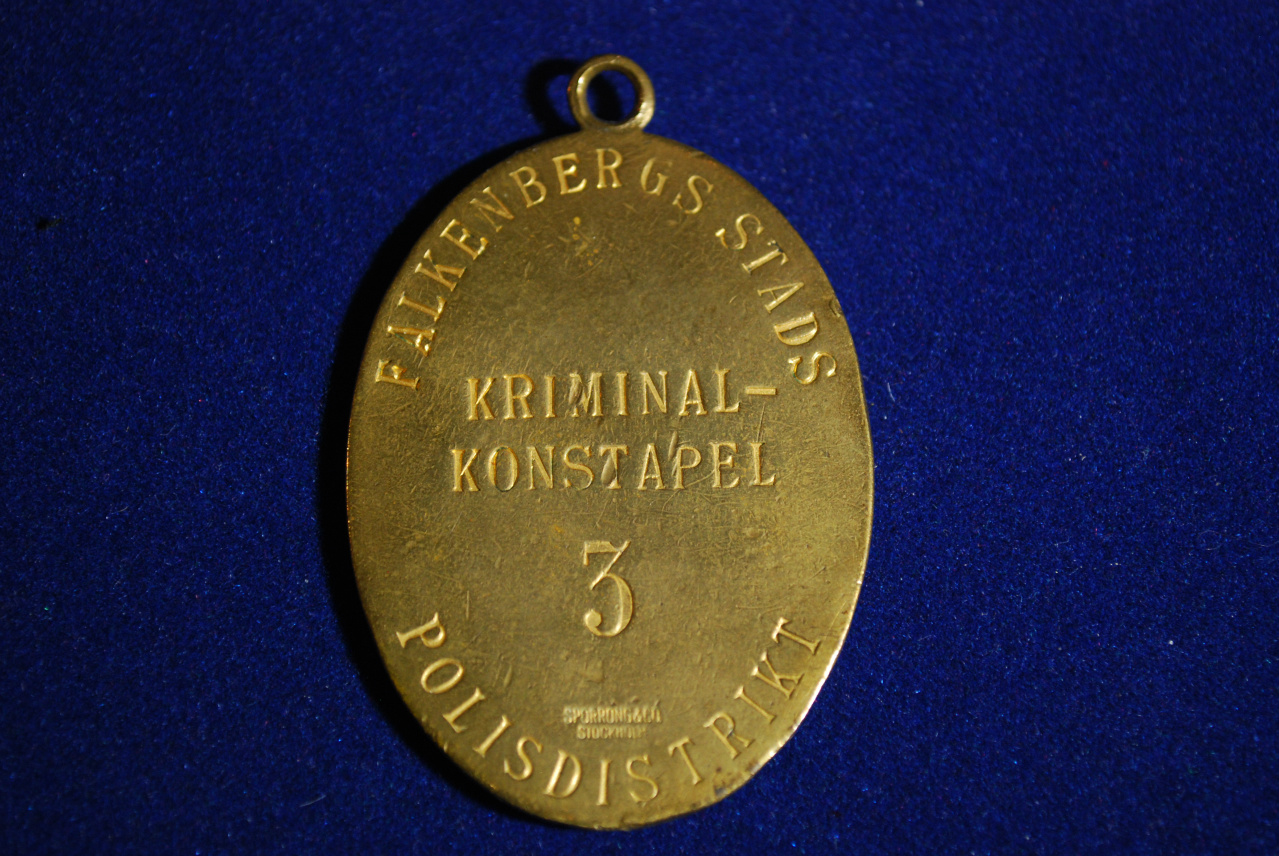 FALKENBERGS STADS
KRIMINAL-
KONSTAPEL
3
POLISDISTRIKT
SPORRONG & CO
STOCKHOLM